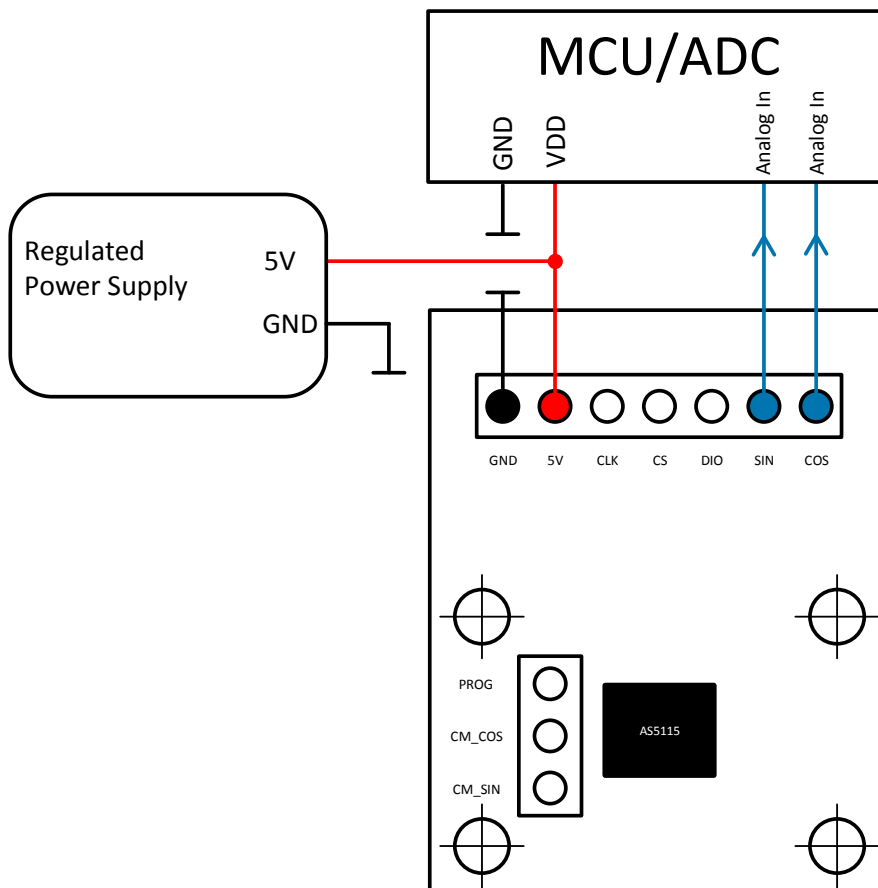 MCU/ADC
GND
VDD
Analog In
Analog In
Regulated
Power Supply
5V
GND
GND
5V
CLK
CS
DIO
SIN
COS
PROG
CM_COS
CM_SIN
AS5115